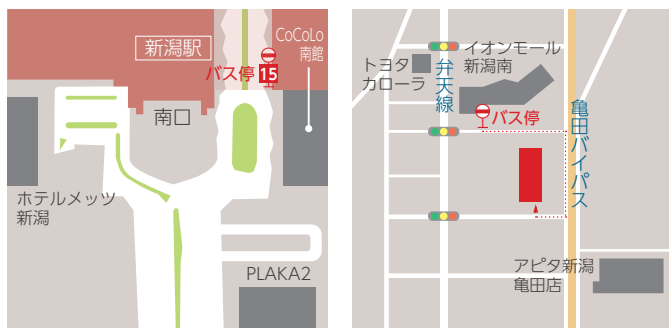 新潟駅
CoCoLo
南館
バス停 15
南口
ホテルメッツ
新潟
PLAKA2
トヨタ
カローラ
弁天線
イオンモール
新潟南
バス停
亀田バイパス
アピタ新潟
亀田店